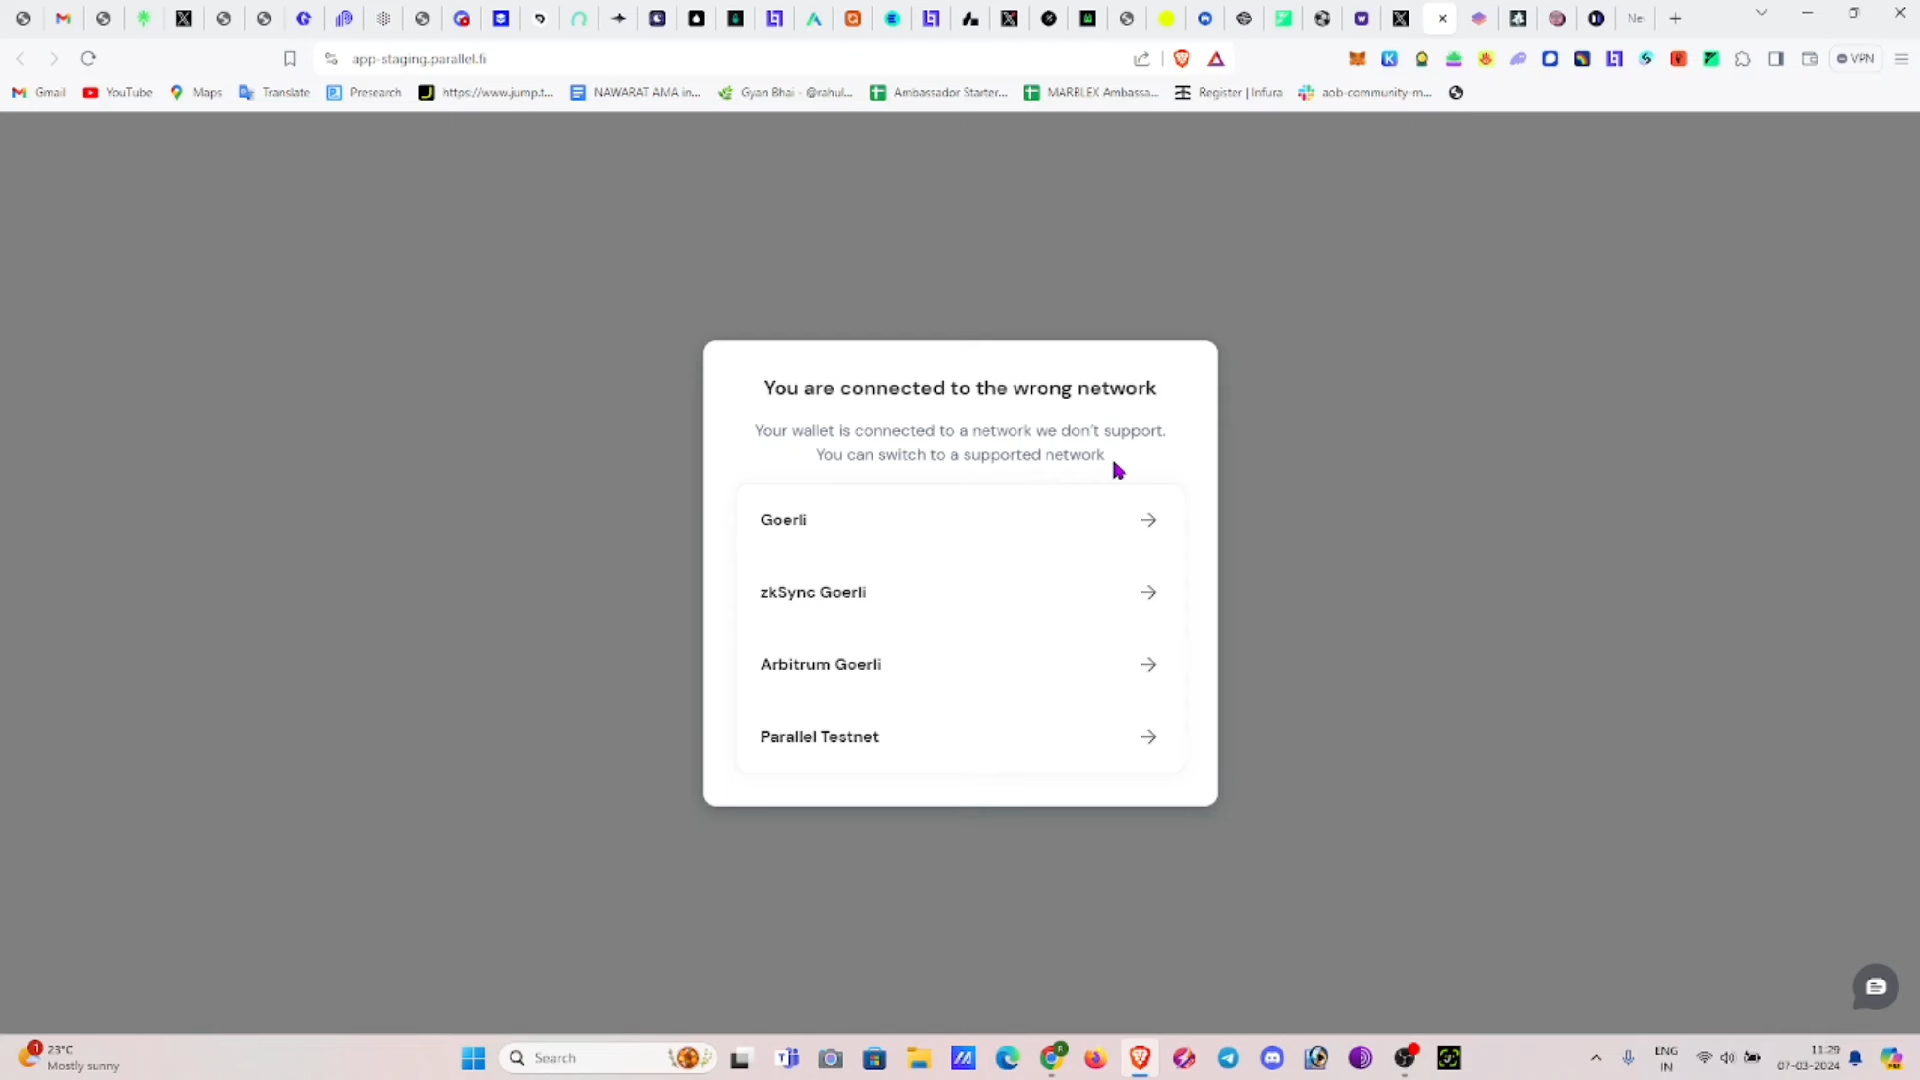 Ne
app-staging.parallel.fi
VPN
Gmail
YouTube
Maps
Translate
Presearch
https://www.jump.t...
NAWARAT AMA in...
Gyan Bhai - @rahul...
Ambassador Starter...
MARBLEX Ambassa...
Register | Infura
aob-community-m...
You are connected to the wrong network
Your wallet is connected to a network we don't support.
You can switch to a supported network
Goerli
zkSync Goerli
Arbitrum Goerli
Parallel Testnet
1
23°C
Mostly sunny
Search
ENG
IN
11:29
07-03-2024